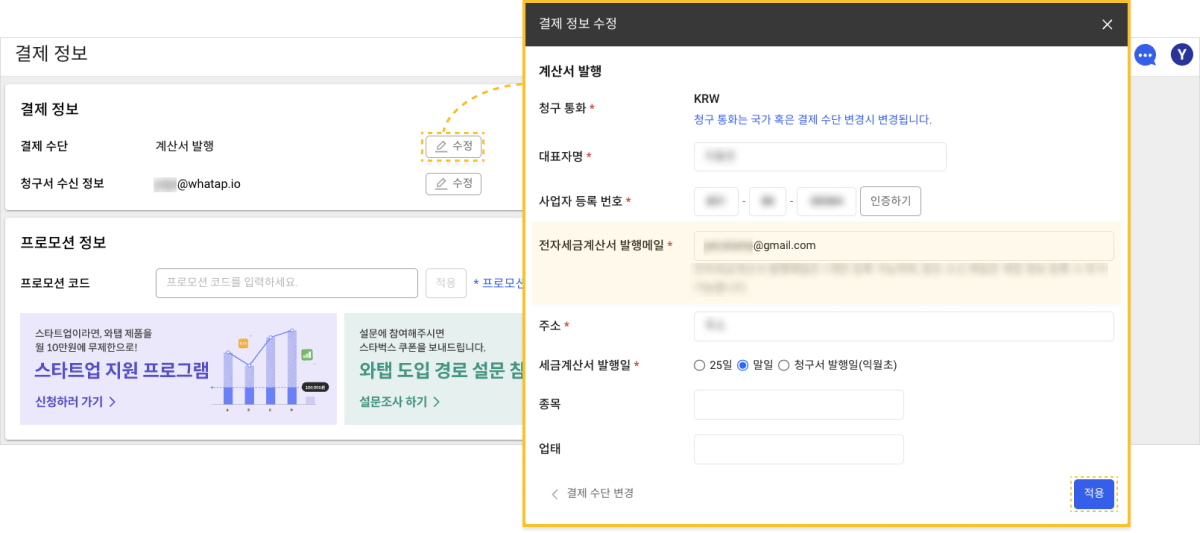 결제 정보
Y
결제 정보
결제 수단
계산서 발행
수정
청구서 수신 정보
@whatap.io
수정
프로모션 정보
프로모션 코드
프로모션 코드를 입력하세요.
적용
* 프로모션
스타트업이라면, 와탭 제품을
월 10만원에 무제한으로!
스타트업 지원 프로그램
신청하러 가기 >
설문에 참여해주시면
스타벅스 쿠폰을 보내드립니다.
와탭 도입 경로 설문 참
설문조사 하기 >
결제 정보 수정
계산서 발행
청구 통화 *
KRW
청구 통화는 국가 혹은 결제 수단 변경시 변경됩니다.
대표자명 *
사업자 등록 번호 *
- -
인증하기
전자세금계산서 발행메일 *
@gmail.com
주소 *
세금계산서 발행일 *
25일 말일 청구서 발행일(익월초)
종목
업태
< 결제 수단 변경
적용